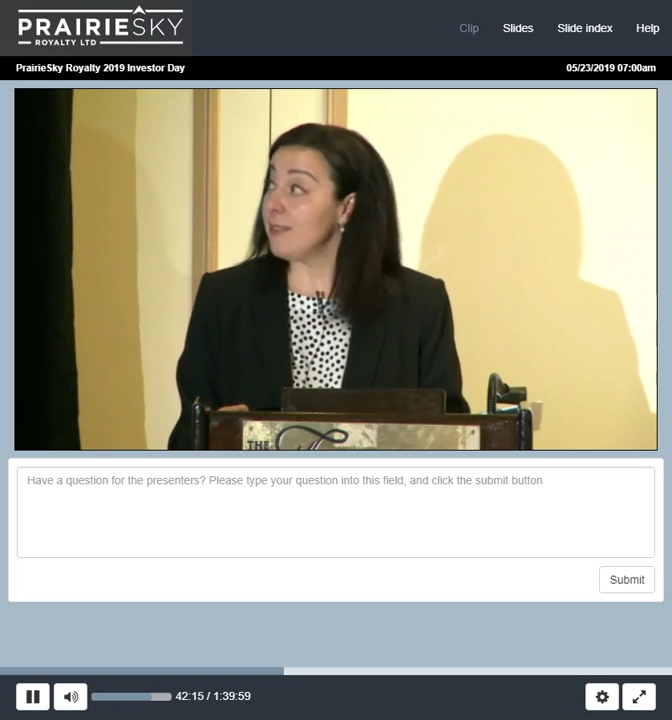 PRAIRIESKY
ROYALTY LTD
Clip Slides Slide index Help
PrairieSky Royalty 2019 Investor Day 05/23/2019 07:00am
THE
Have a question for the presenters? Please type your question into this field, and click the submit button
Submit
42:15 / 1:39:59